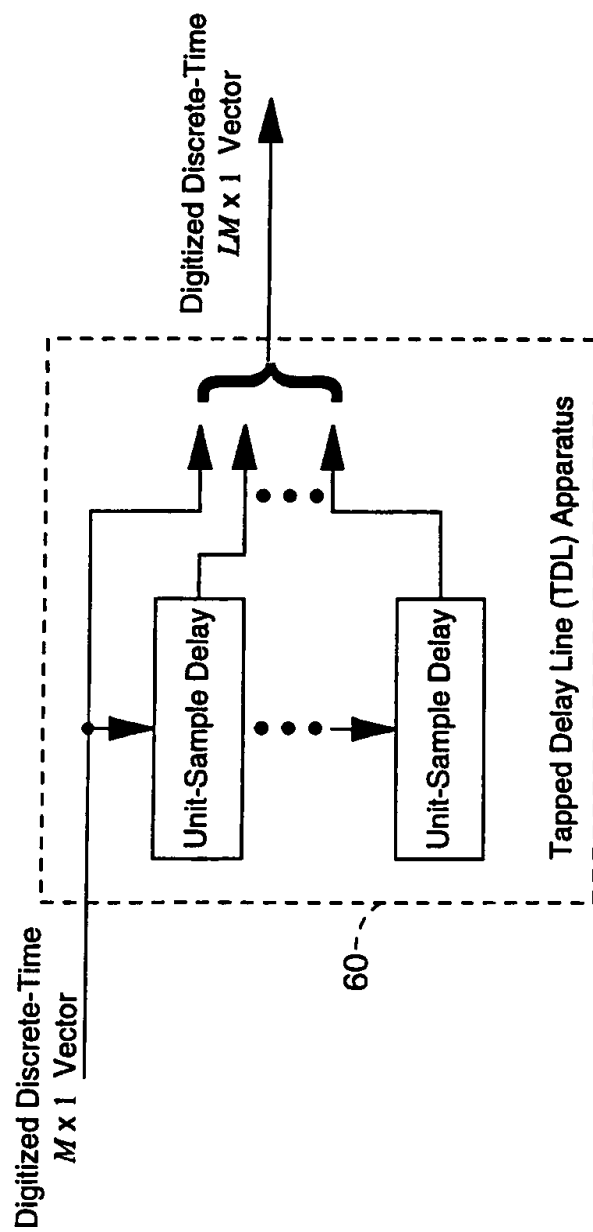 Digitized Discrete-Time
M x 1 Vector
Digitized Discrete-Time
LM x 1 Vector
Unit-Sample Delay
Unit-Sample Delay
Tapped Delay Line (TDL) Apparatus
60